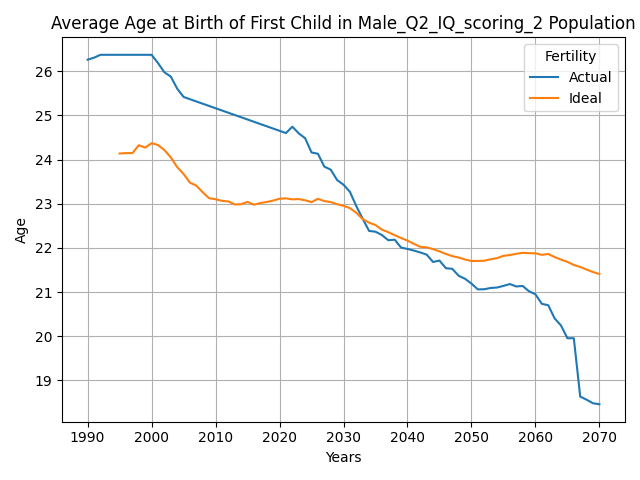 Average Age at Birth of First Child in Male_Q2_IQ_scoring_2 Population
Fertility
Actual
Ideal
26
25
24
23
22
21
20
19
Age
1990 2000 2010 2020 2030 2040 2050 2060 2070
Years